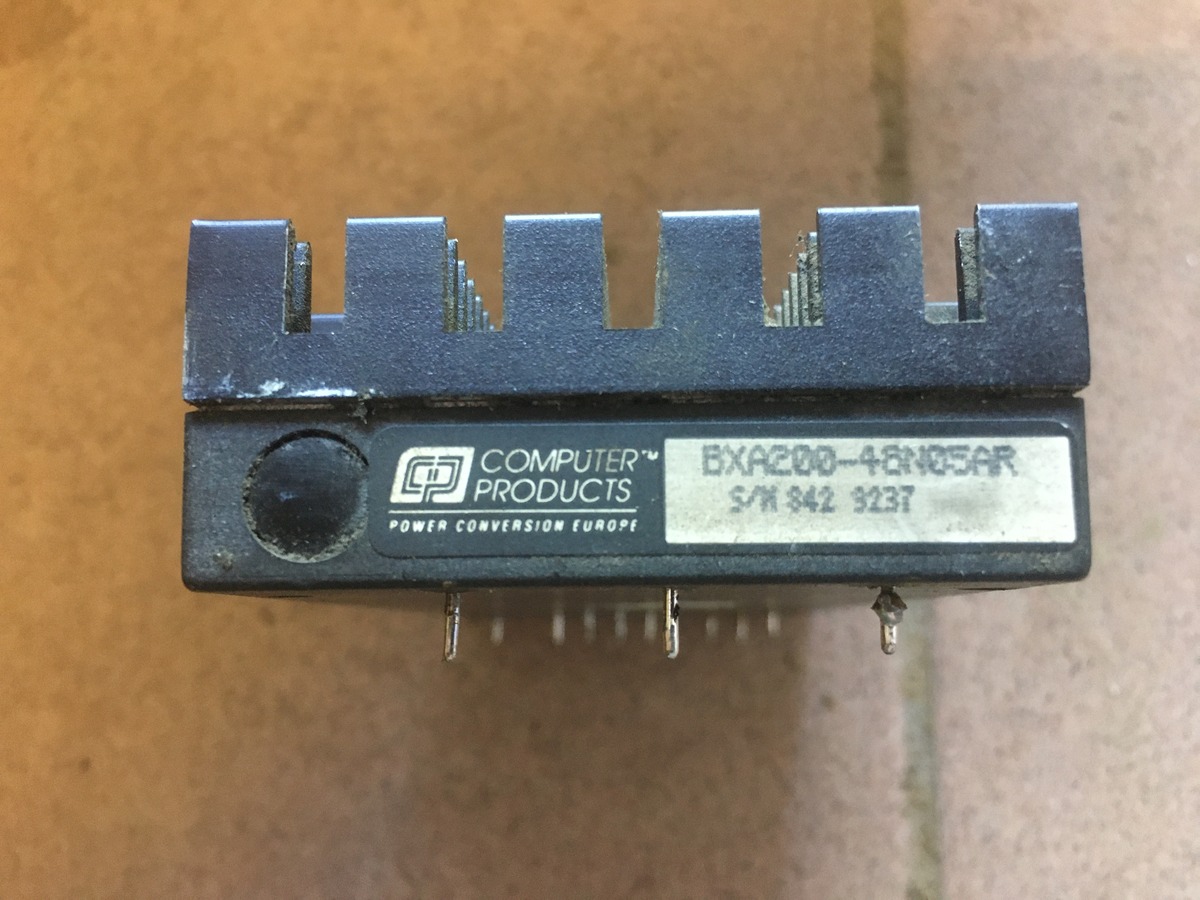 COMPUTER™
PRODUCTS
POWER CONVERSION EUROPE
BXA200-48N05AR
S/N 842 9237